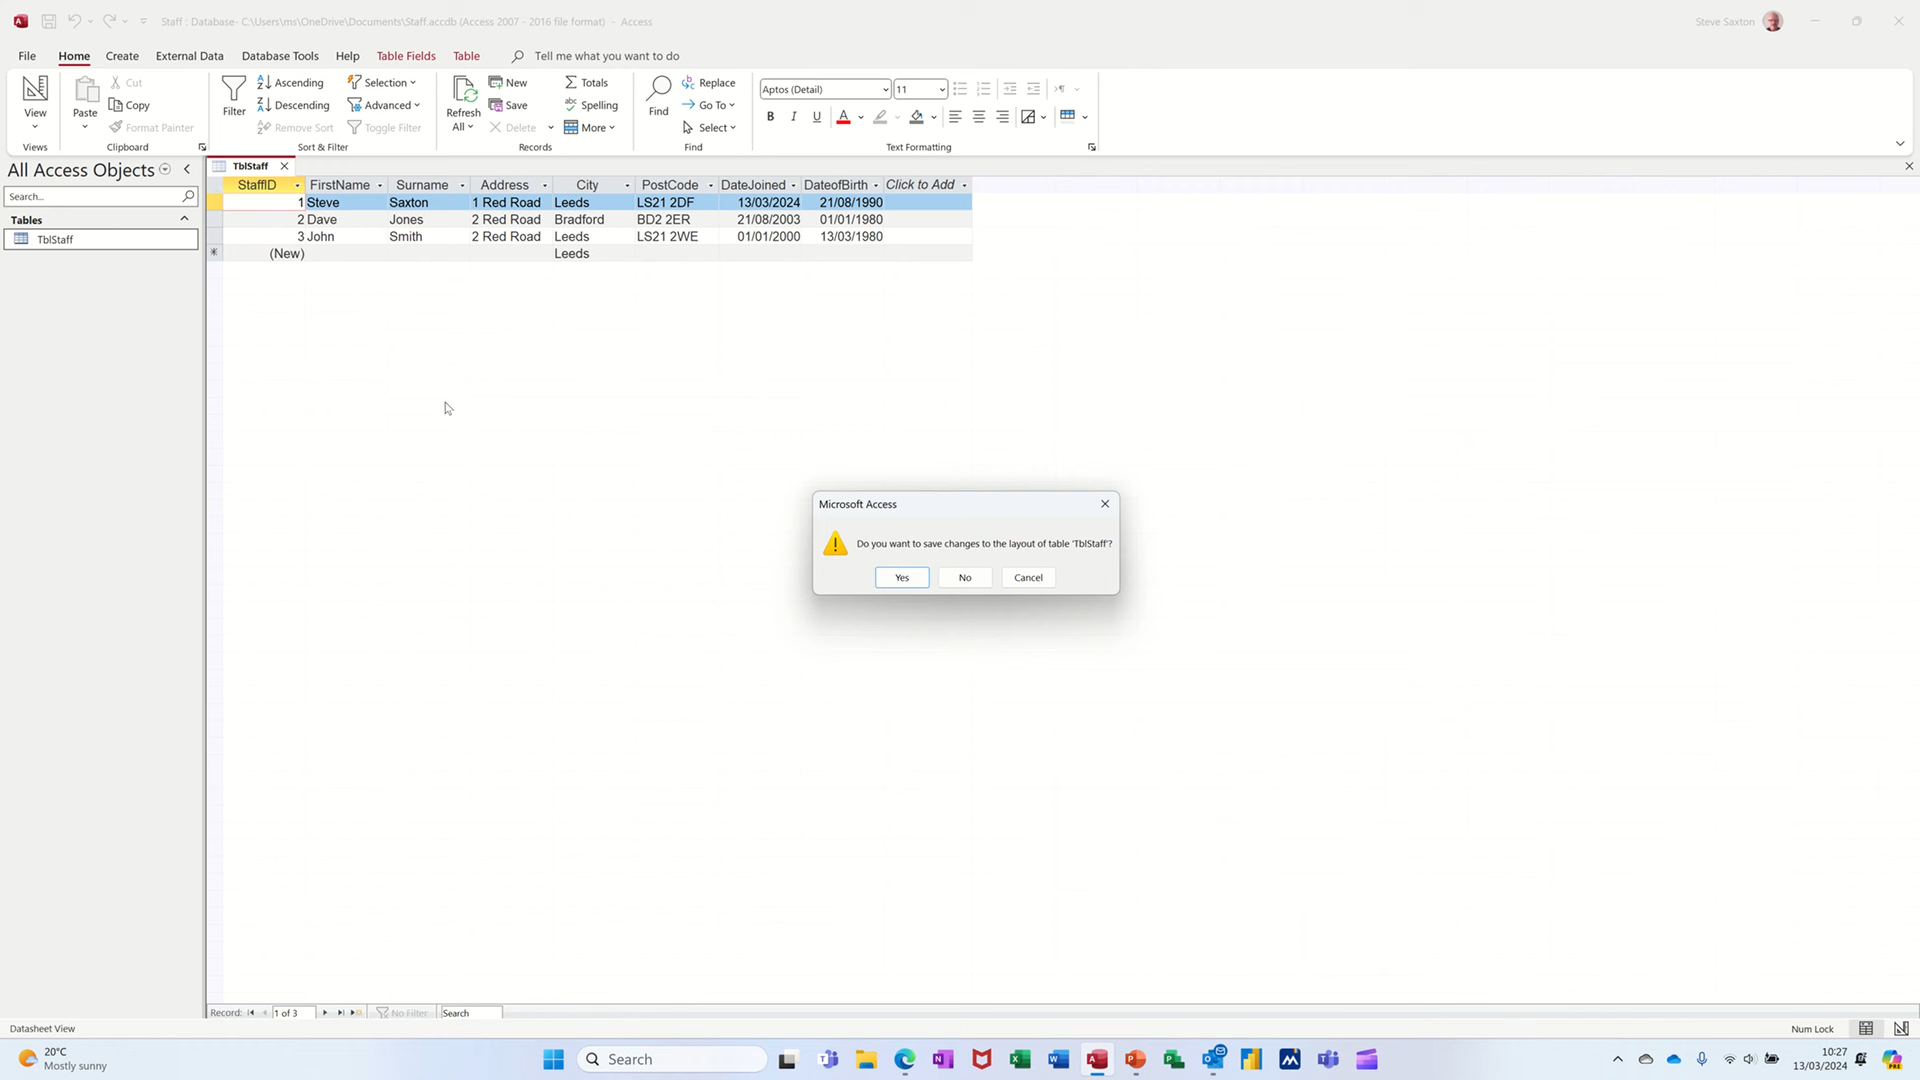 Staff : Database- C:\Users\ms\OneDrive\Documents\Staff.accdb (Access 2007 - 2016 file format) - Access
Steve Saxton
File Home Create External Data Database Tools Help Table Fields Table Tell me what you want to do
View
Views
Paste
Cut
Copy
Format Painter
Clipboard
Filter
Ascending
Descending
Remove Sort
Selection
Advanced
Toggle Filter
Sort & Filter
Refresh All
New
Save
Delete
Totals
Spelling
More
Records
Find
Replace
Go To
Select
Find
Aptos (Detail) 11
B I U A
Text Formatting
All Access Objects
Search...
Tables
TblStaff
TblStaff
StaffID FirstName Surname Address City PostCode DateJoined DateofBirth Click to Add
1 Steve Saxton 1 Red Road Leeds LS21 2DF 13/03/2024 21/08/1990
2 Dave Jones 2 Red Road Bradford BD2 2ER 21/08/2003 01/01/1980
3 John Smith 2 Red Road Leeds LS21 2WE 01/01/2000 13/03/1980
(New) Leeds
Microsoft Access
Do you want to save changes to the layout of table 'TblStaff'?
Yes No Cancel
Record: 1 of 3 No Filter Search
Datasheet View
Num Lock
20°C
Mostly sunny
Search
10:27
13/03/2024